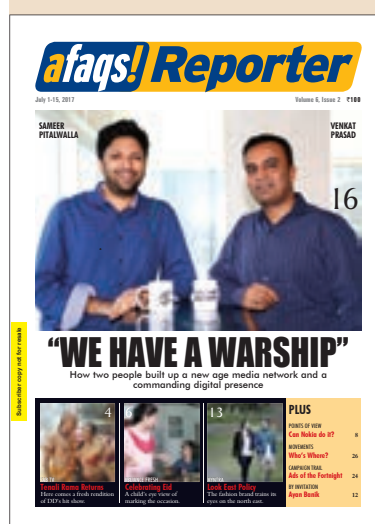 afaqs! Reporter
July 1-15, 2017
Volume 6, Issue 2 ₹100
SAMEER
PITALWALLA
VENKAT
PRASAD
16
Subscriber copy not for resale
“WE HAVE A WARSHIP”
How two people built up a new age media network and a
commanding digital presence
4
Tenali Rama Returns
Here comes a fresh rendition
of DD's hit show.
6
Celebrating Eid
A child's eye view of
marking the occasion.
13
Look East Policy
The fashion brand trains its
eyes on the north east.
PLUS
POINTS OF VIEW
Can Nokia do it? 8
MOVEMENTS
Who's Where? 26
CAMPAIGN TRAIL
Ads of the Fortnight 24
BY INVITATION
Ayan Banik 12